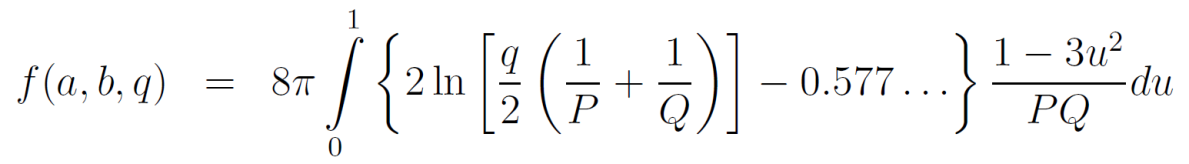 f(a, b, q) = 8π ∫₀¹ { 2 ln [ q/2 ( 1/P + 1/Q ) ] − 0.577 . . . } (1 − 3u²)/(PQ) du